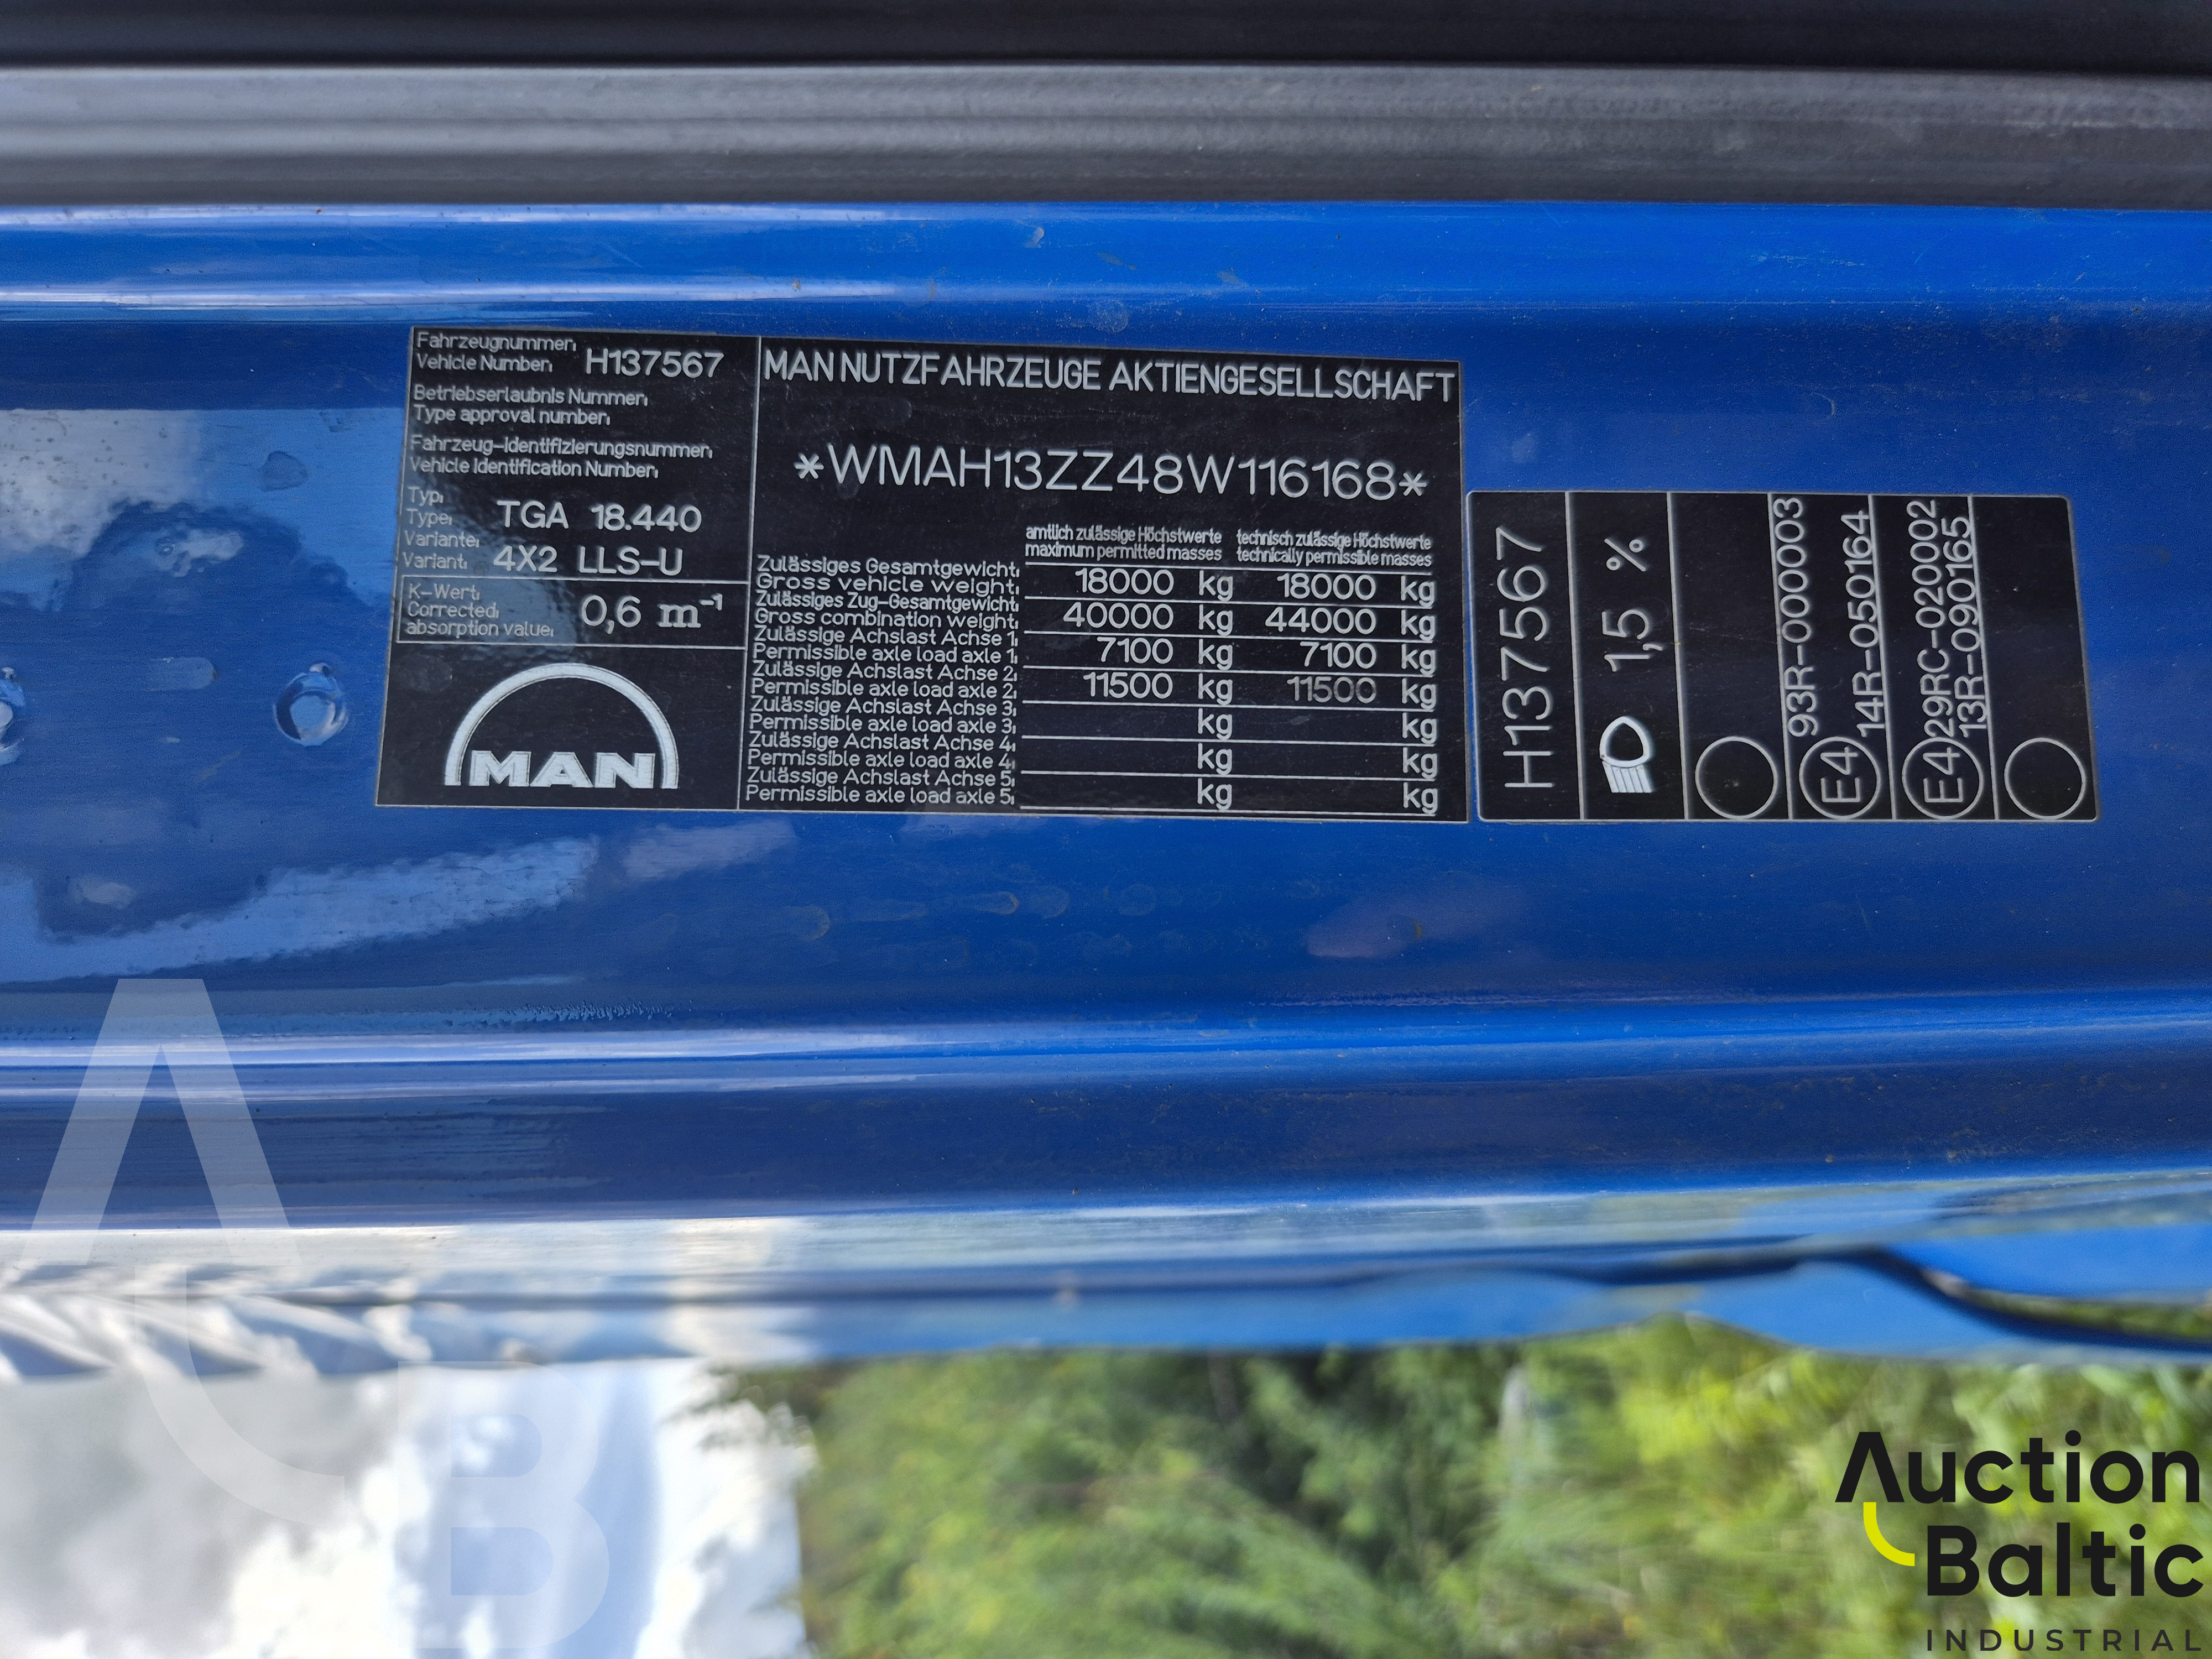 Fahrzeugnummer:
Vehicle Number: H137567
Betriebserlaubnis Nummer:
Type approval number:
Fahrzeug-Identifizierungsnummer:
Vehicle Identification Number:
Typ:
Type: TGA 18.440
Variante:
Variant: 4X2 LLS-U
K-Wert:
Corrected:
absorption value: 0,6 m⁻¹
MAN
MAN NUTZFAHRZEUGE AKTIENGESELLSCHAFT
*WMAH13ZZ48W116168*
amtlich zulässige Höchstwerte technisch zulässige Höchstwerte
maximum permitted masses technically permissible masses
Zulässiges Gesamtgewicht:
Gross vehicle weight: 18000 kg 18000 kg
Zulässiges Zug-Gesamtgewicht:
Gross combination weight: 40000 kg 44000 kg
Zulässige Achslast Achse 1:
Permissible axle load axle 1: 7100 kg 7100 kg
Zulässige Achslast Achse 2:
Permissible axle load axle 2: 11500 kg 11500 kg
Zulässige Achslast Achse 3:
Permissible axle load axle 3: kg kg
Zulässige Achslast Achse 4:
Permissible axle load axle 4: kg kg
Zulässige Achslast Achse 5:
Permissible axle load axle 5: kg kg
H137567
1,5 %
93R-000003
E4 14R-050164
E4 29RC-020002
13R-090165
Auction
Baltic
INDUSTRIAL